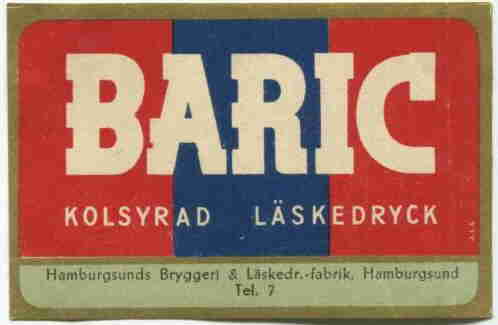 BARIC
KOLSYRAD LÄSKEDRYCK
Hamburgsunds Bryggeri & Läskedr.-fabrik, Hamburgsund
Tel. 7